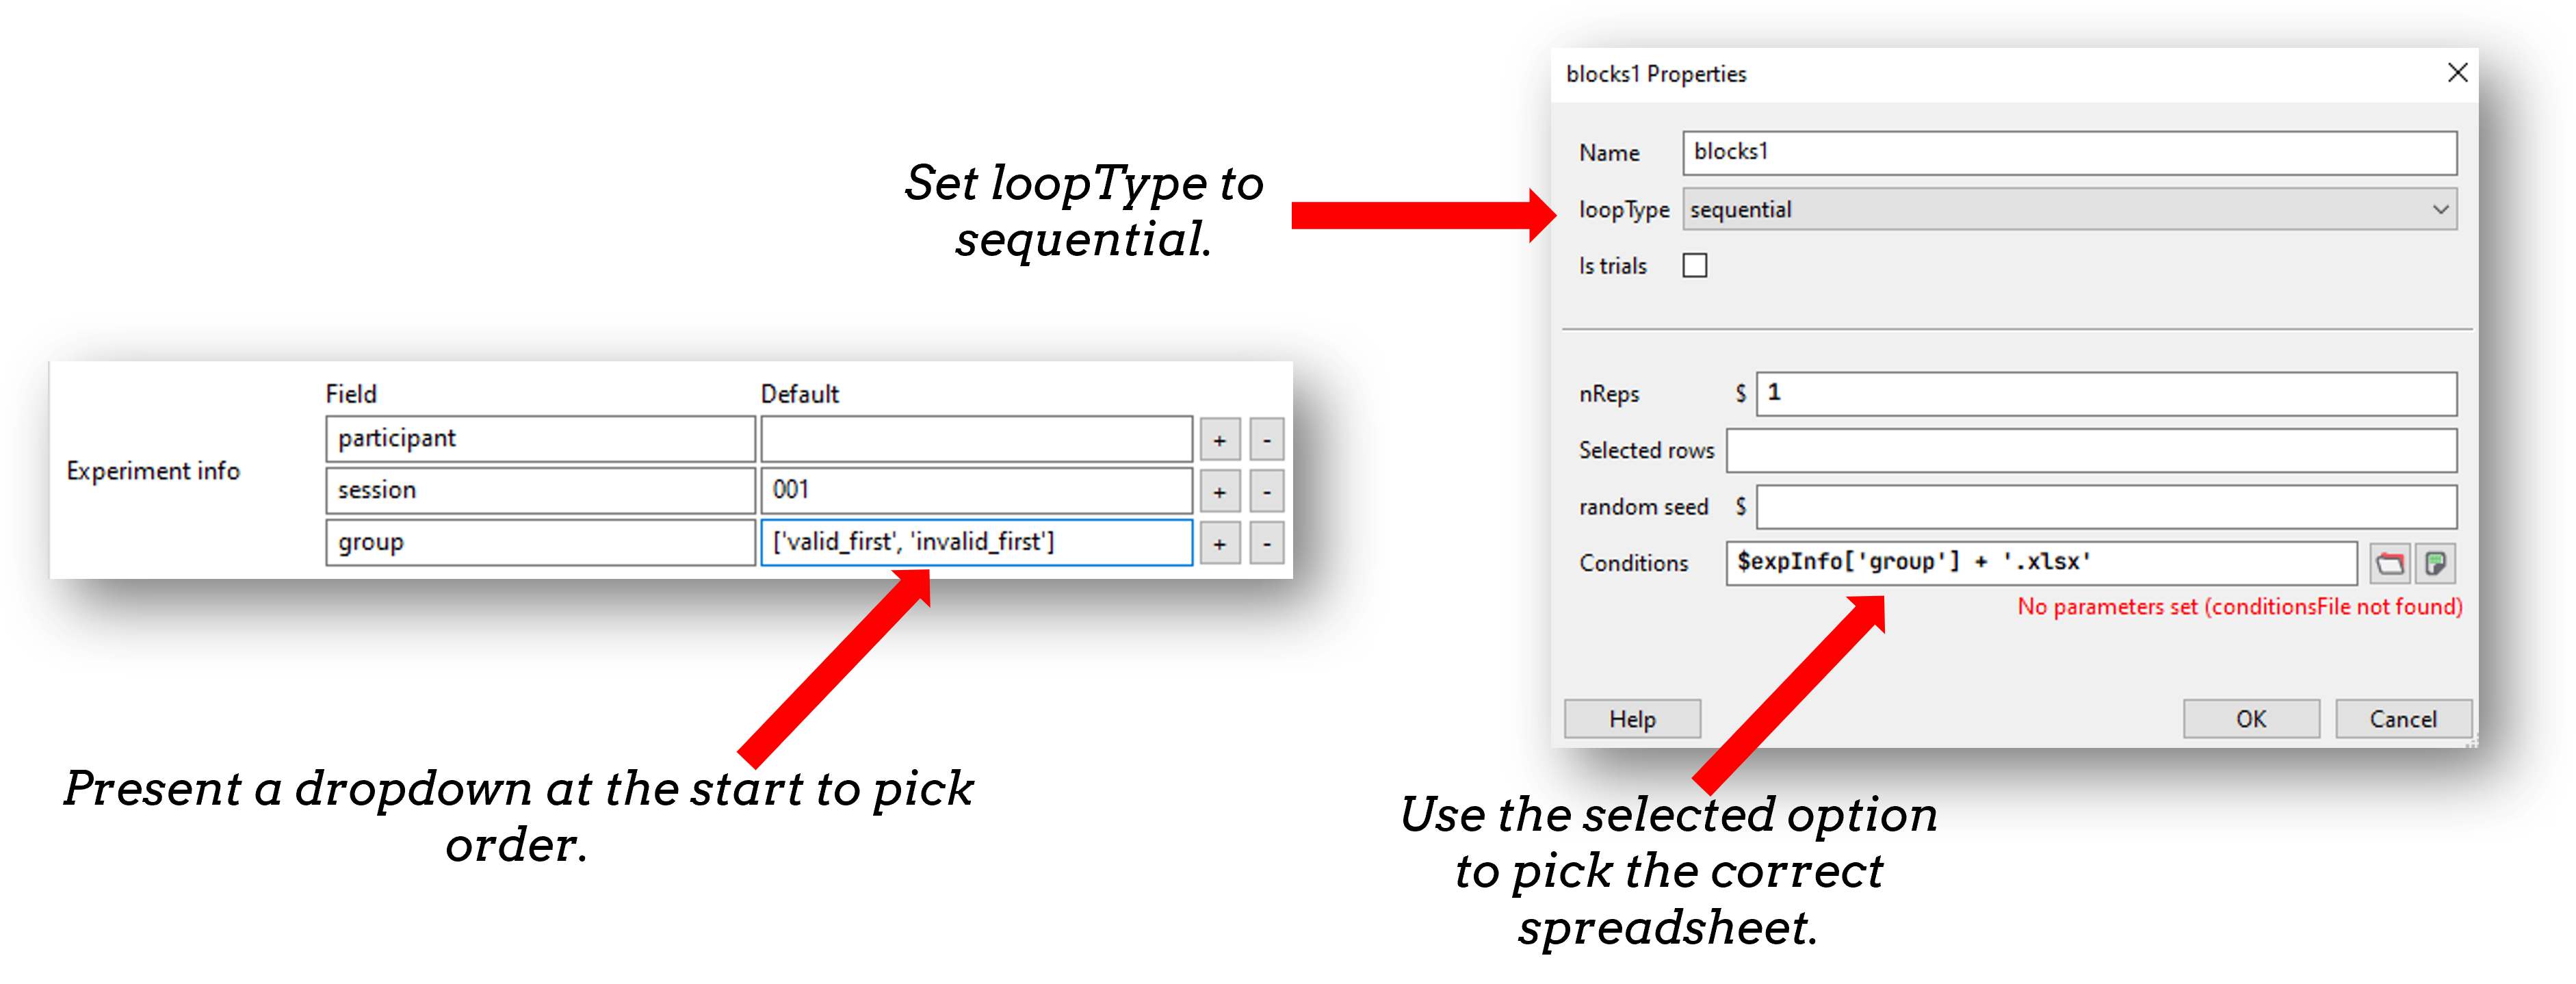 Set loopType to
sequential.
Field Default
Experiment info
participant + -
session 001 + -
group ['valid_first', 'invalid_first'] + -
Present a dropdown at the start to pick
order.
blocks1 Properties
Name blocks1
loopType sequential
Is trials
nReps $ 1
Selected rows
random seed $
Conditions $expInfo['group'] + '.xlsx'
No parameters set (conditionsFile not found)
Help OK Cancel
Use the selected option
to pick the correct
spreadsheet.